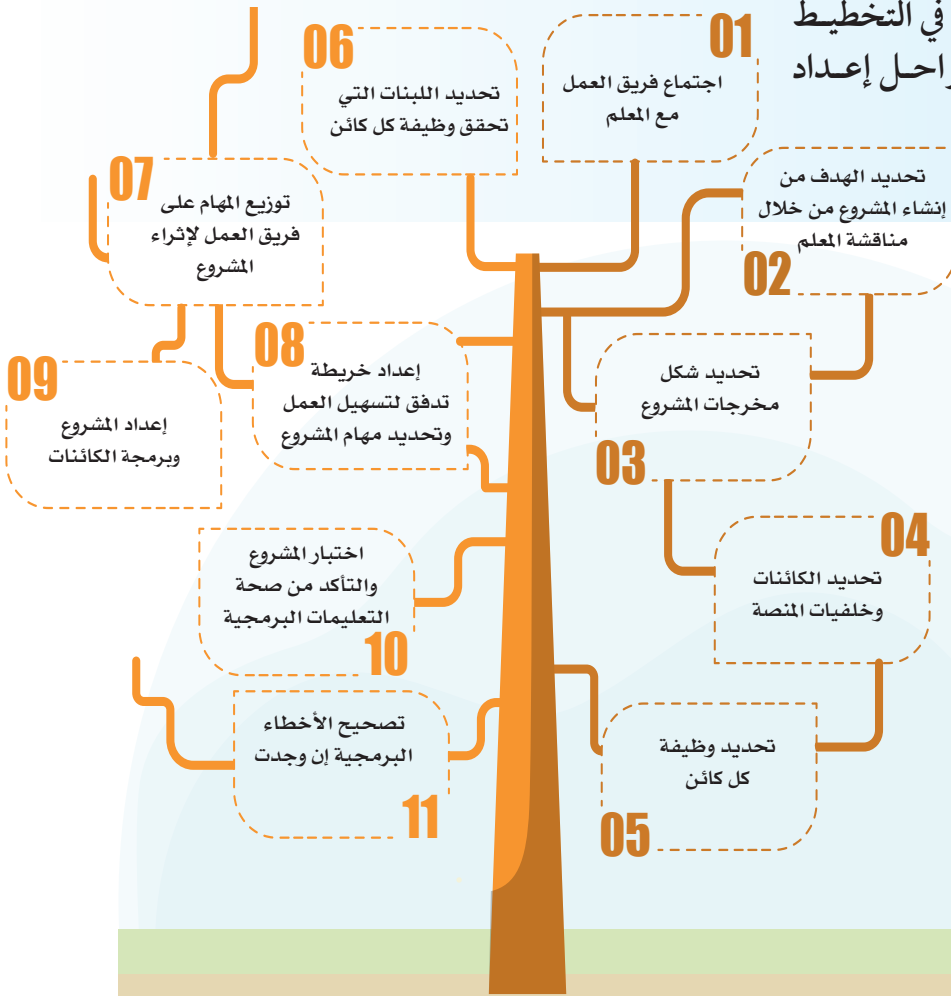 في التخطيـط
إعـداد
01
اجتماع فريق العمل
مع المعلم
تحديد الهدف من
إنشاء المشروع من خلال
مناقشة المعلم
02
تحديد شكل
مخرجات المشروع
03
04
تحديد الكائنات
وخلفيات المنصة
تحديد وظيفة
كل كائن
05
06
تحديد اللبنات التي
تحقق وظيفة كل كائن
07
توزيع المهام على
فريق العمل لإثراء
المشروع
08
إعداد خريطة
تدفق لتسهيل العمل
وتحديد مهام المشروع
09
إعداد المشروع
وبرمجة الكائنات
اختبار المشروع
والتأكد من صحة
التعليمات البرمجية
10
تصحيح الأخطاء
البرمجية إن وجدت
11